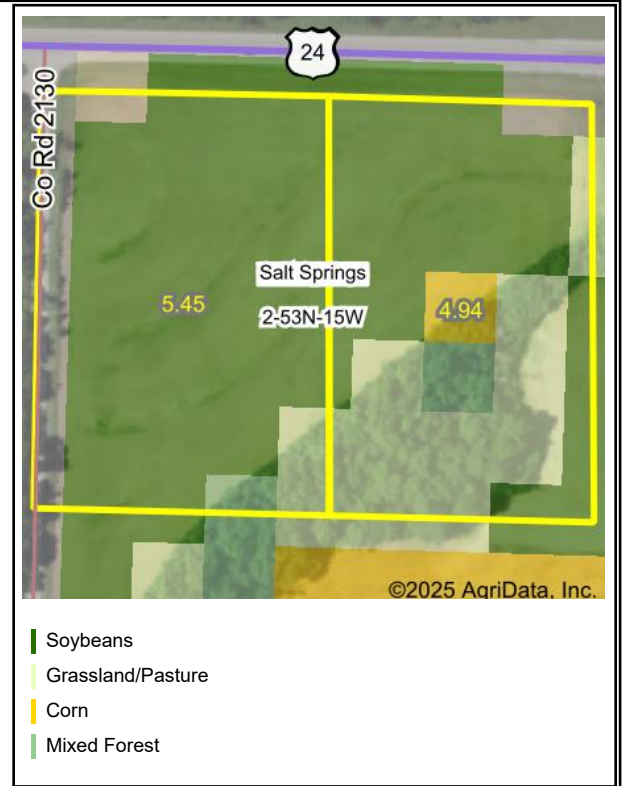 24
Co Rd 2130
Salt Springs
5.45
2-53N-15W
4.94
©2025 AgriData, Inc.
Soybeans
Grassland/Pasture
Corn
Mixed Forest